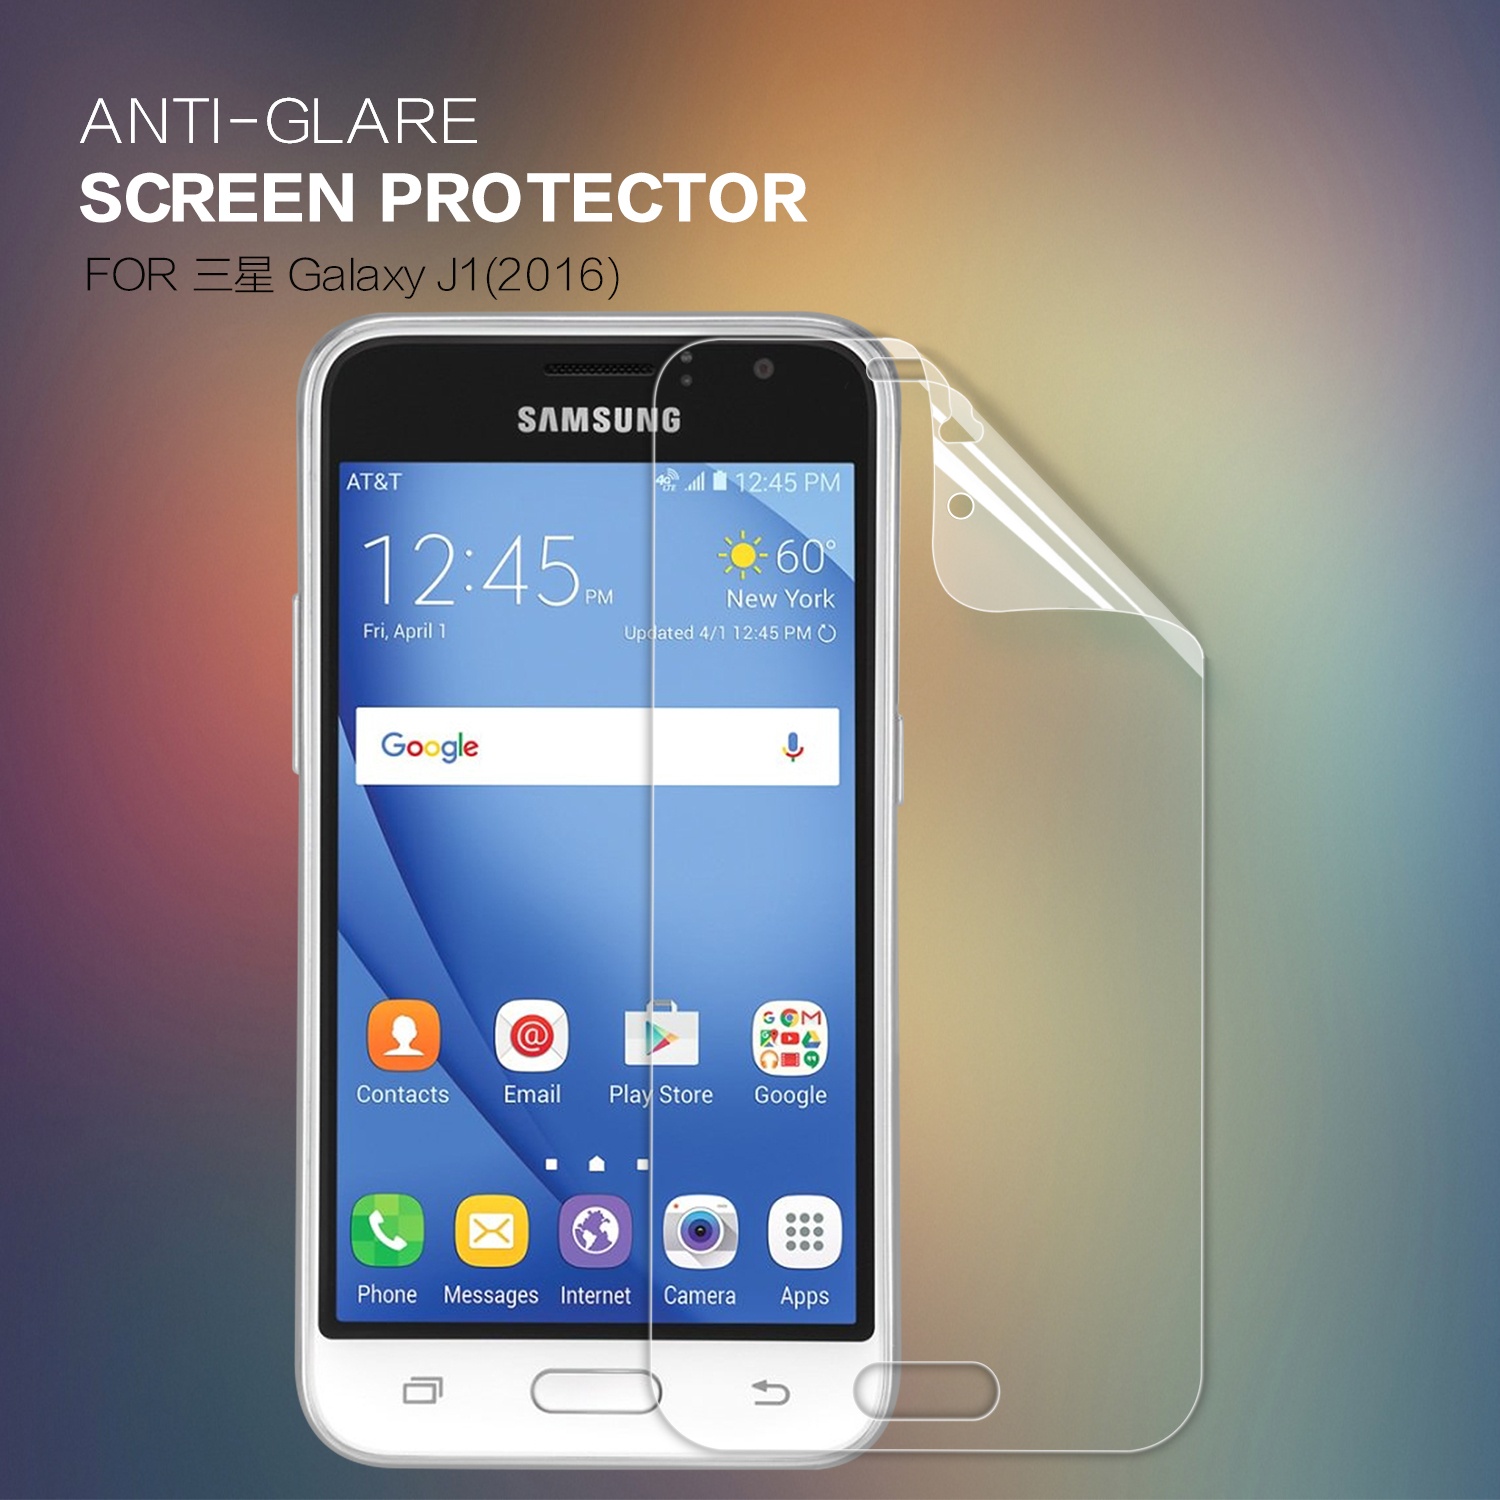 ANTI-GLARE
SCREEN PROTECTOR
FOR 三星 Galaxy J1(2016)
SAMSUNG
AT&T 4G LTE 12:45 PM
12:45 PM
60°
New York
Fri, April 1
Updated 4/1 12:45 PM
Google
Contacts Email Play Store Google
Phone Messages Internet Camera Apps